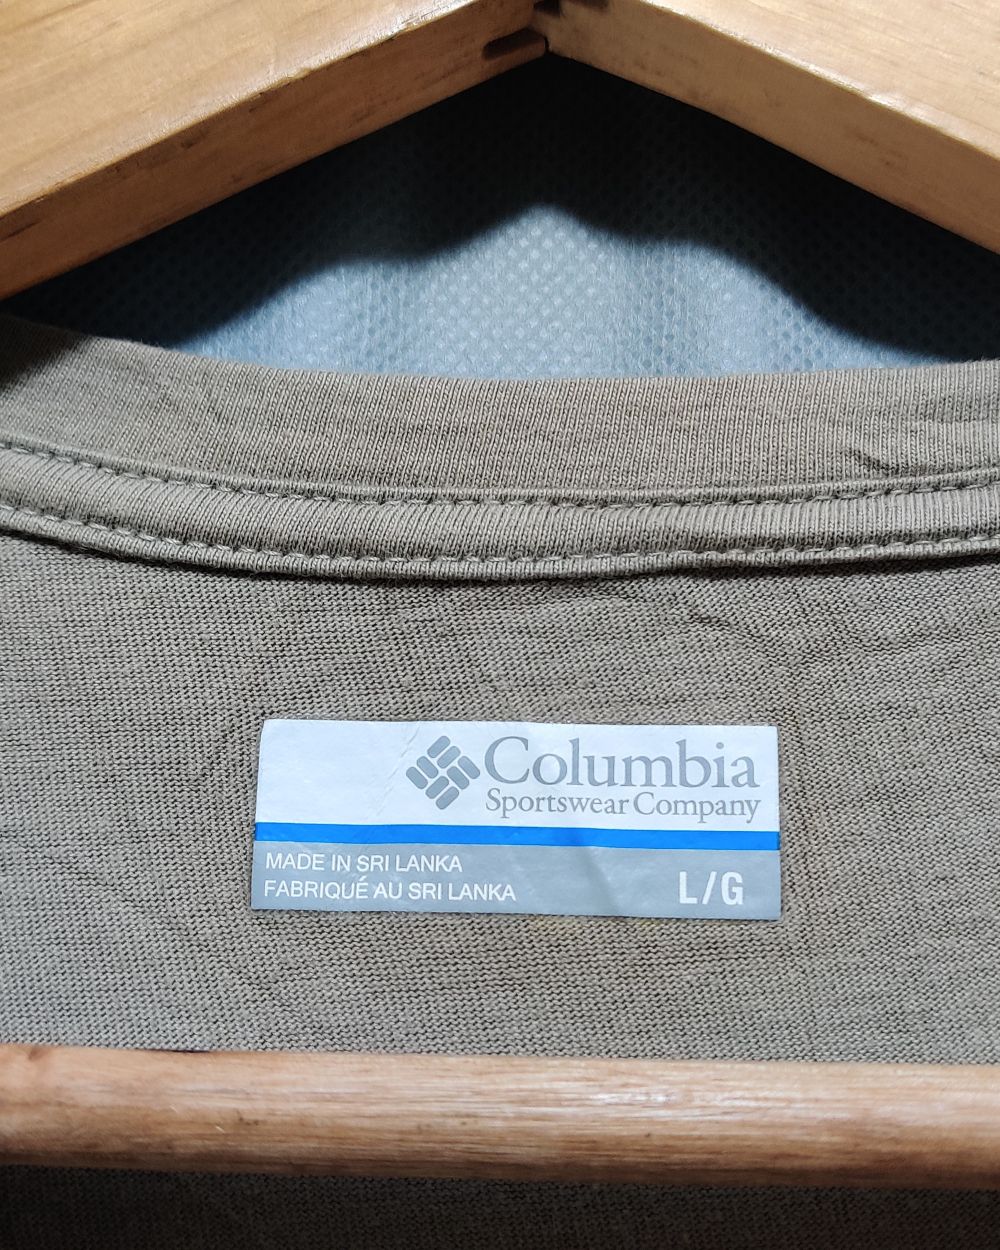 Columbia
Sportswear Company
MADE IN SRI LANKA
FABRIQUÉ AU SRI LANKA
L/G